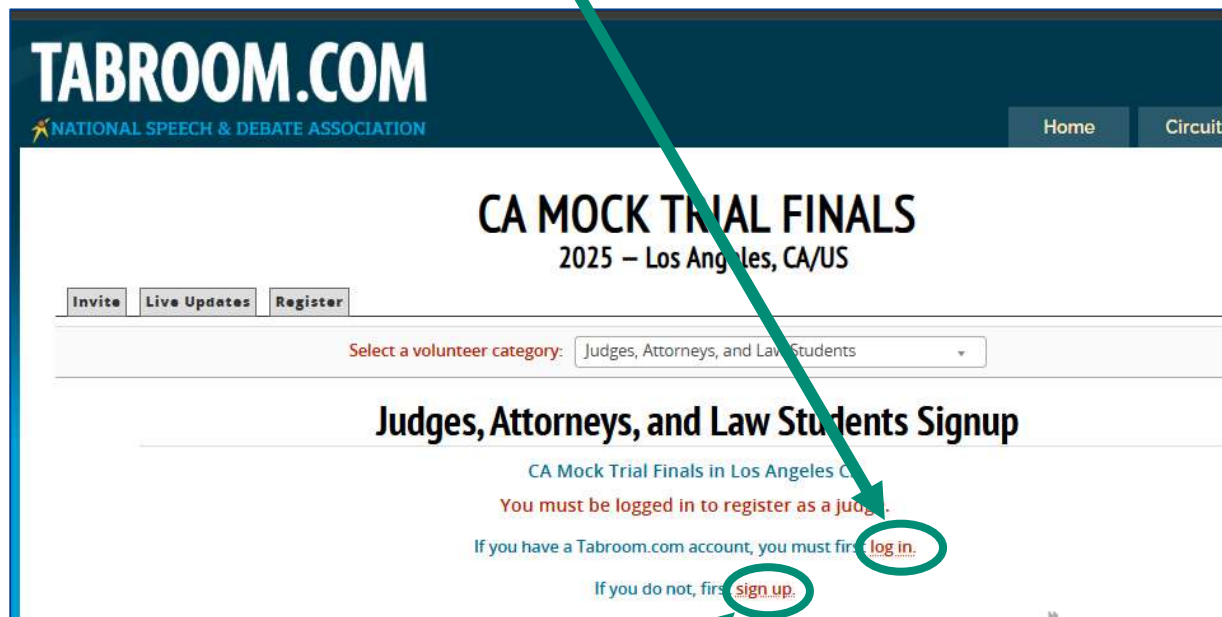 TABROOM.COM
NATIONAL SPEECH & DEBATE ASSOCIATION
Home Circuit
CA MOCK TRIAL FINALS
2025 — Los Angeles, CA/US
Invite Live Updates Register
Select a volunteer category: Judges, Attorneys, and Law Students
Judges, Attorneys, and Law Students Signup
CA Mock Trial Finals in Los Angeles C
You must be logged in to register as a judge.
If you have a Tabroom.com account, you must first log in.
If you do not, first sign up.